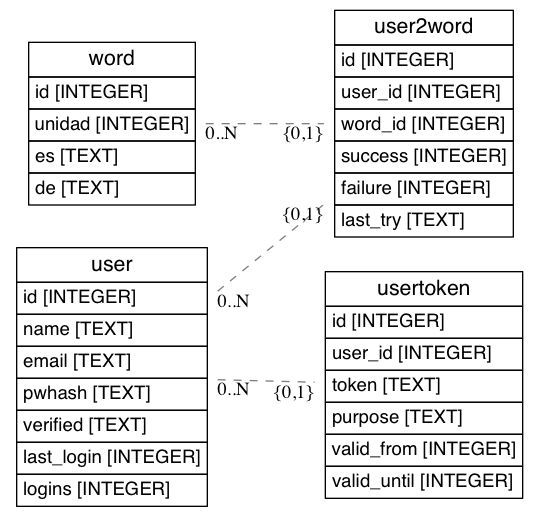 word
id [INTEGER]
unidad [INTEGER]
es [TEXT]
de [TEXT]
user2word
id [INTEGER]
user_id [INTEGER]
word_id [INTEGER]
success [INTEGER]
failure [INTEGER]
last_try [TEXT]
0..N
{0,1}
{0,1}
0..N
user
id [INTEGER]
name [TEXT]
email [TEXT]
pwhash [TEXT]
verified [TEXT]
last_login [INTEGER]
logins [INTEGER]
0..N
{0,1}
usertoken
id [INTEGER]
user_id [INTEGER]
token [TEXT]
purpose [TEXT]
valid_from [INTEGER]
valid_until [INTEGER]